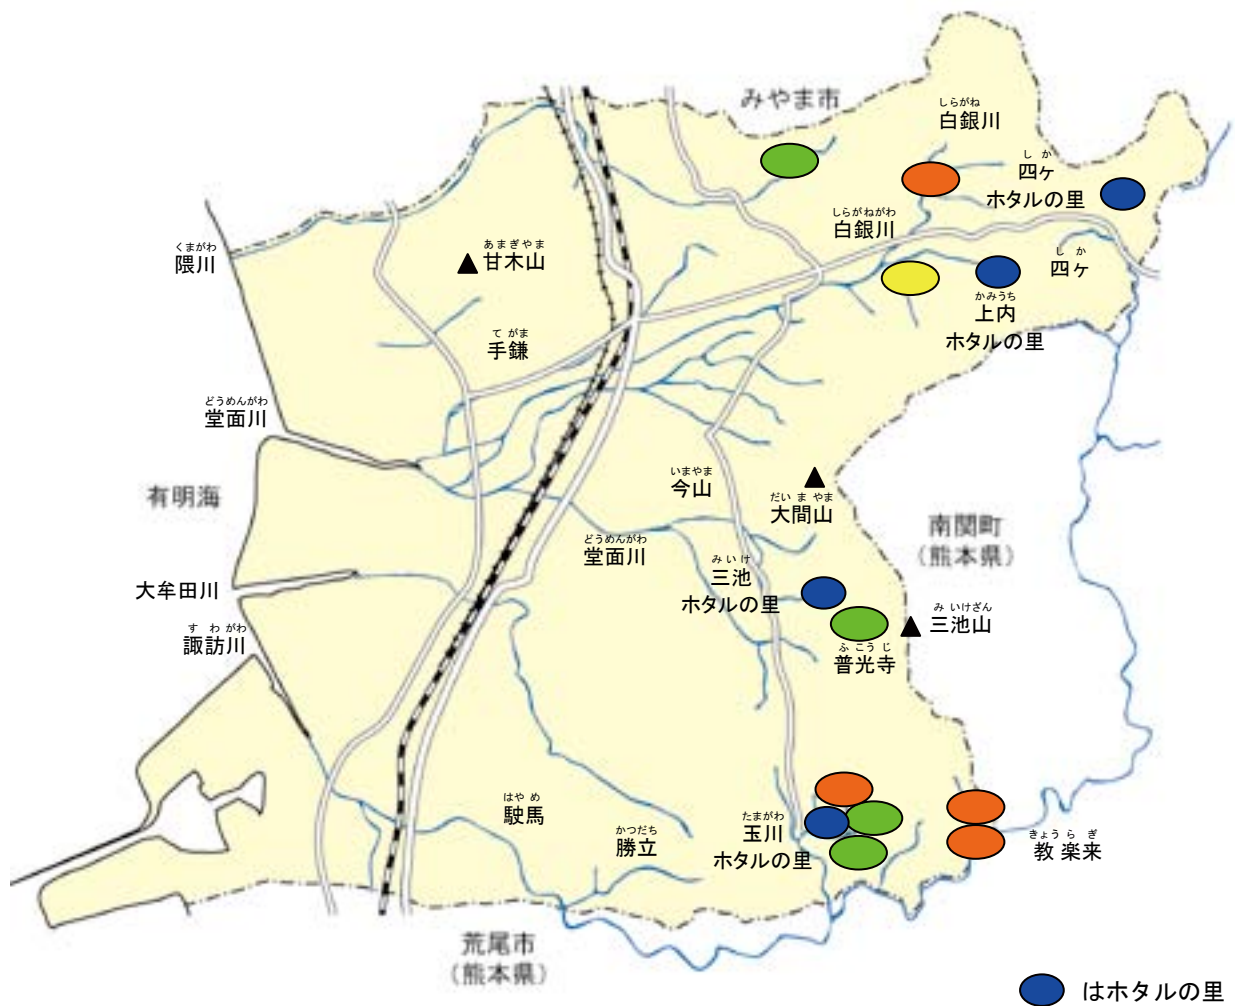 みやま市
しらがね
白銀川
しか
四ヶ
ホタルの里
しらがねがわ
白銀川
くまがわ
隈川
あまぎやま
甘木山
しか
四ヶ
かみうち
上内
ホタルの里
てがま
手鎌
どうめんがわ
堂面川
いまやま
今山
だいまやま
大間山
有明海
南関町
(熊本県)
どうめんがわ
堂面川
みいけ
三池
ホタルの里
大牟田川
すわがわ
諏訪川
みいけざん
三池山
ふこうじ
普光寺
はやめ
駛馬
かつだち
勝立
たまがわ
玉川
ホタルの里
きょうらぎ
教楽来
荒尾市
(熊本県)
はホタルの里